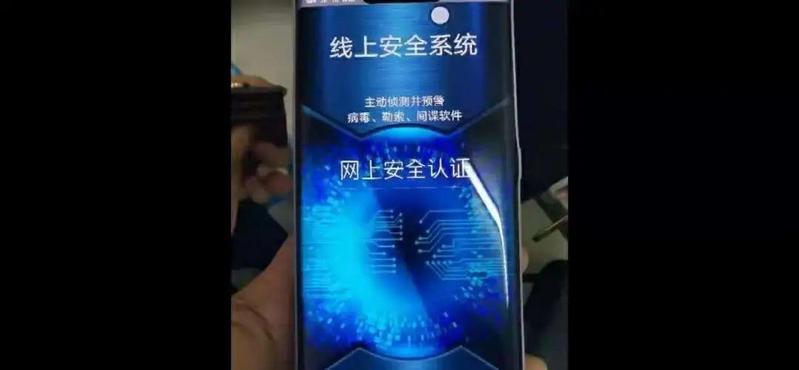 线上安全系统
主动侦测并预警
病毒、勒索、间谍软件
网上安全认证